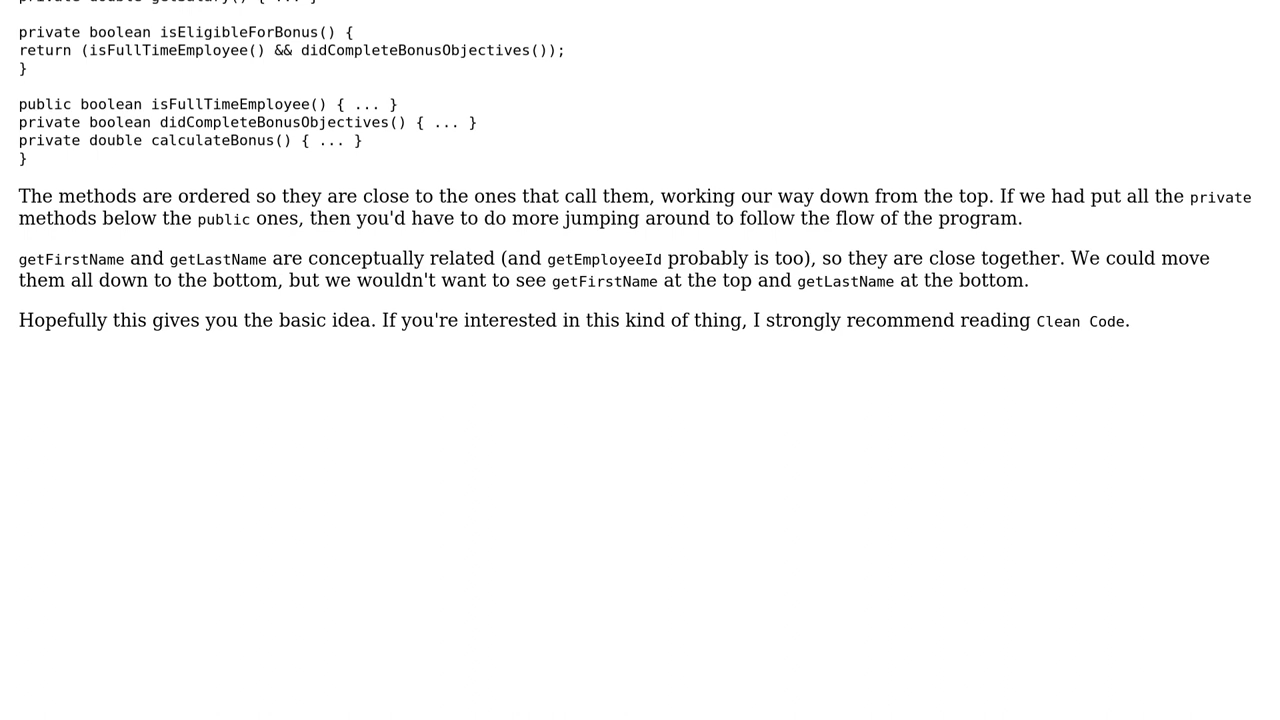 private double getSalary() { ... }
private boolean isEligibleForBonus() {
return (isFullTimeEmployee() && didCompleteBonusObjectives());
}
public boolean isFullTimeEmployee() { ... }
private boolean didCompleteBonusObjectives() { ... }
private double calculateBonus() { ... }
}
The methods are ordered so they are close to the ones that call them, working our way down from the top. If we had put all the private
methods below the public ones, then you'd have to do more jumping around to follow the flow of the program.
getFirstName and getLastName are conceptually related (and getEmployeeId probably is too), so they are close together. We could move
them all down to the bottom, but we wouldn't want to see getFirstName at the top and getLastName at the bottom.
Hopefully this gives you the basic idea. If you're interested in this kind of thing, I strongly recommend reading Clean Code.